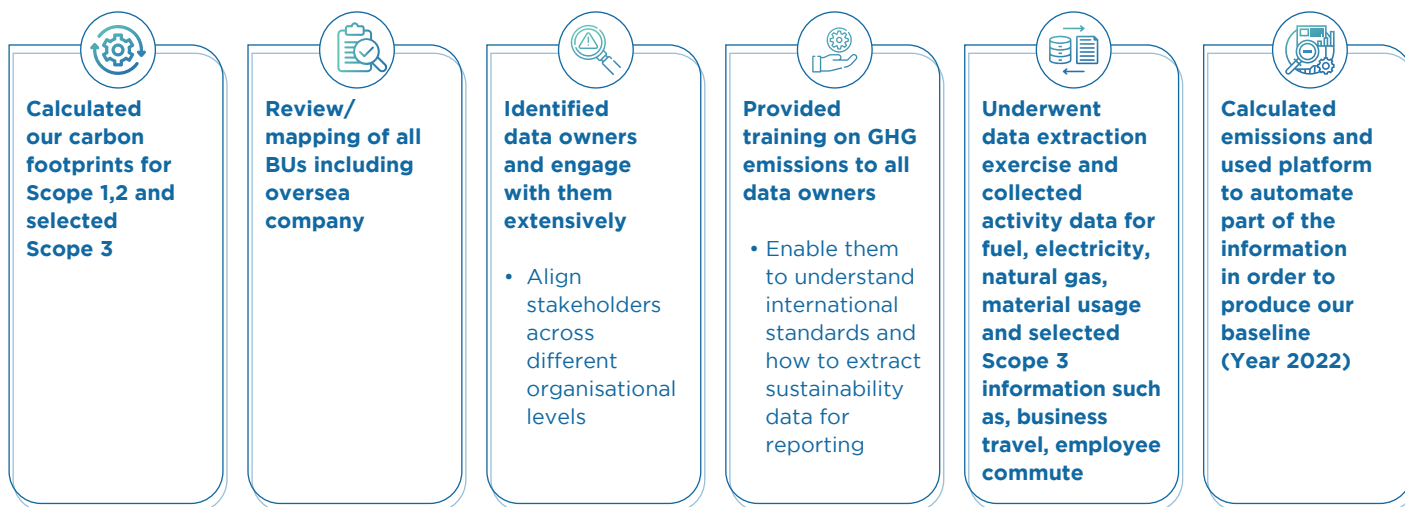 Calculated
our carbon
footprints for
Scope 1,2 and
selected
Scope 3
Review/
mapping of all
BUs including
oversea
company
Identified
data owners
and engage
with them
extensively
• Align
stakeholders
across
different
organisational
levels
Provided
training on GHG
emissions to all
data owners
• Enable them
to understand
international
standards and
how to extract
sustainability
data for
reporting
Underwent
data extraction
exercise and
collected
activity data for
fuel, electricity,
natural gas,
material usage
and selected
Scope 3
information such
as, business
travel, employee
commute
Calculated
emissions and
used platform
to automate
part of the
information
in order to
produce our
baseline
(Year 2022)